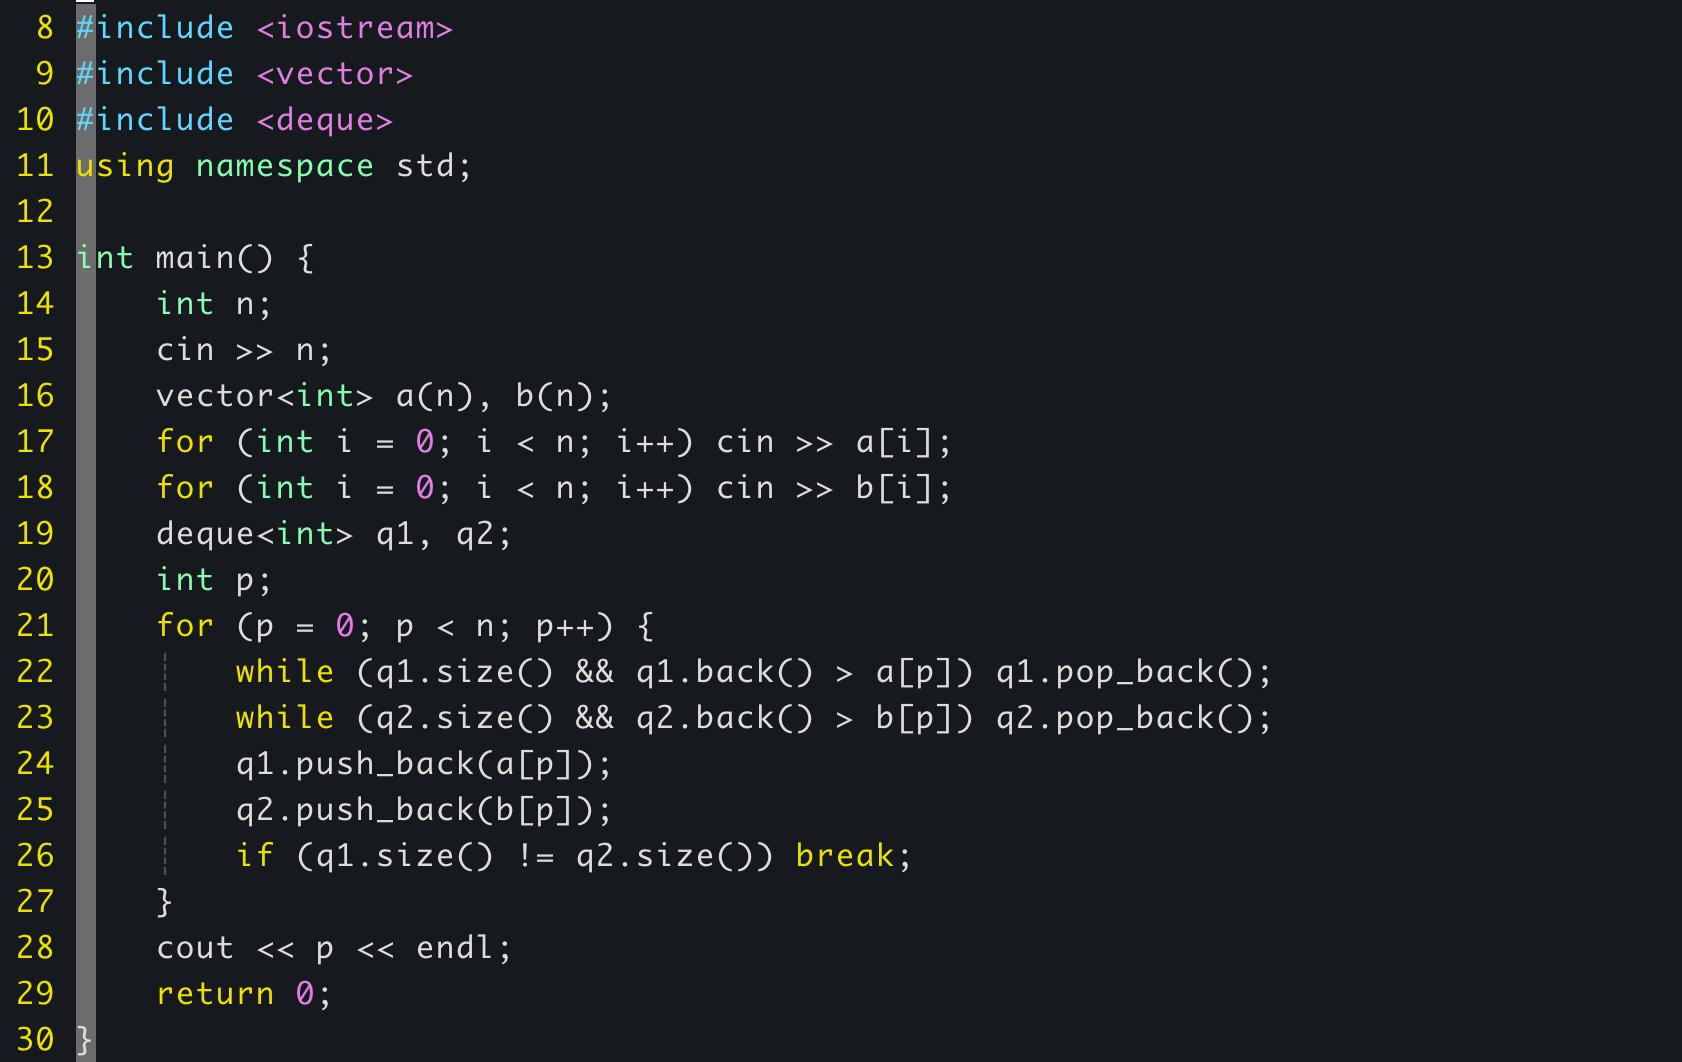 8 #include <iostream>
9 #include <vector>
10 #include <deque>
11 using namespace std;
12
13 int main() {
14     int n;
15     cin >> n;
16     vector<int> a(n), b(n);
17     for (int i = 0; i < n; i++) cin >> a[i];
18     for (int i = 0; i < n; i++) cin >> b[i];
19     deque<int> q1, q2;
20     int p;
21     for (p = 0; p < n; p++) {
22         while (q1.size() && q1.back() > a[p]) q1.pop_back();
23         while (q2.size() && q2.back() > b[p]) q2.pop_back();
24         q1.push_back(a[p]);
25         q2.push_back(b[p]);
26         if (q1.size() != q2.size()) break;
27     }
28     cout << p << endl;
29     return 0;
30 }